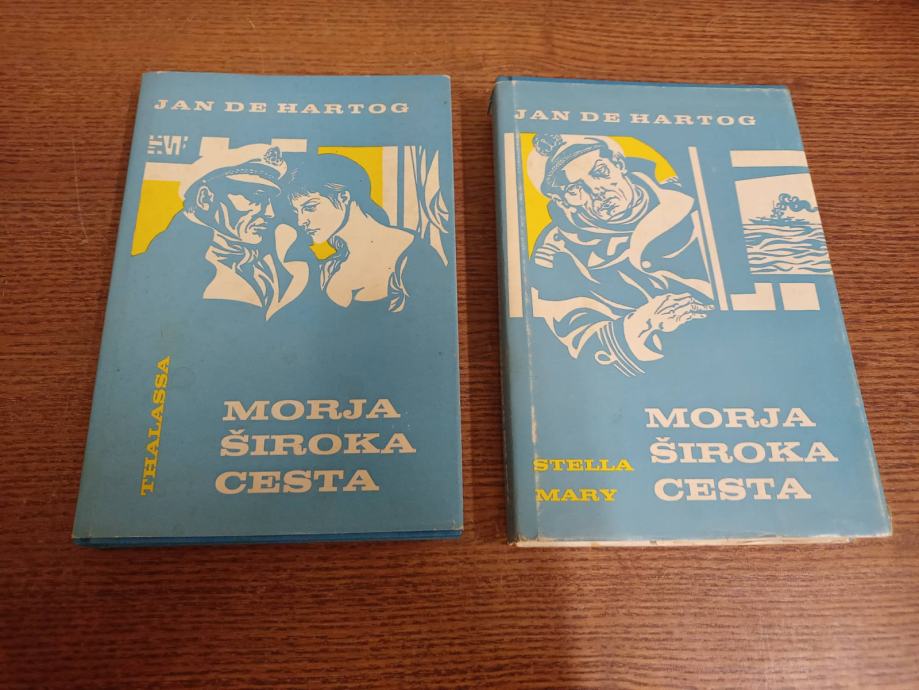 JAN DE HARTOG
THALASSA
MORJA
ŠIROKA
CESTA
JAN DE HARTOG
STELLA
MARY
MORJA
ŠIROKA
CESTA